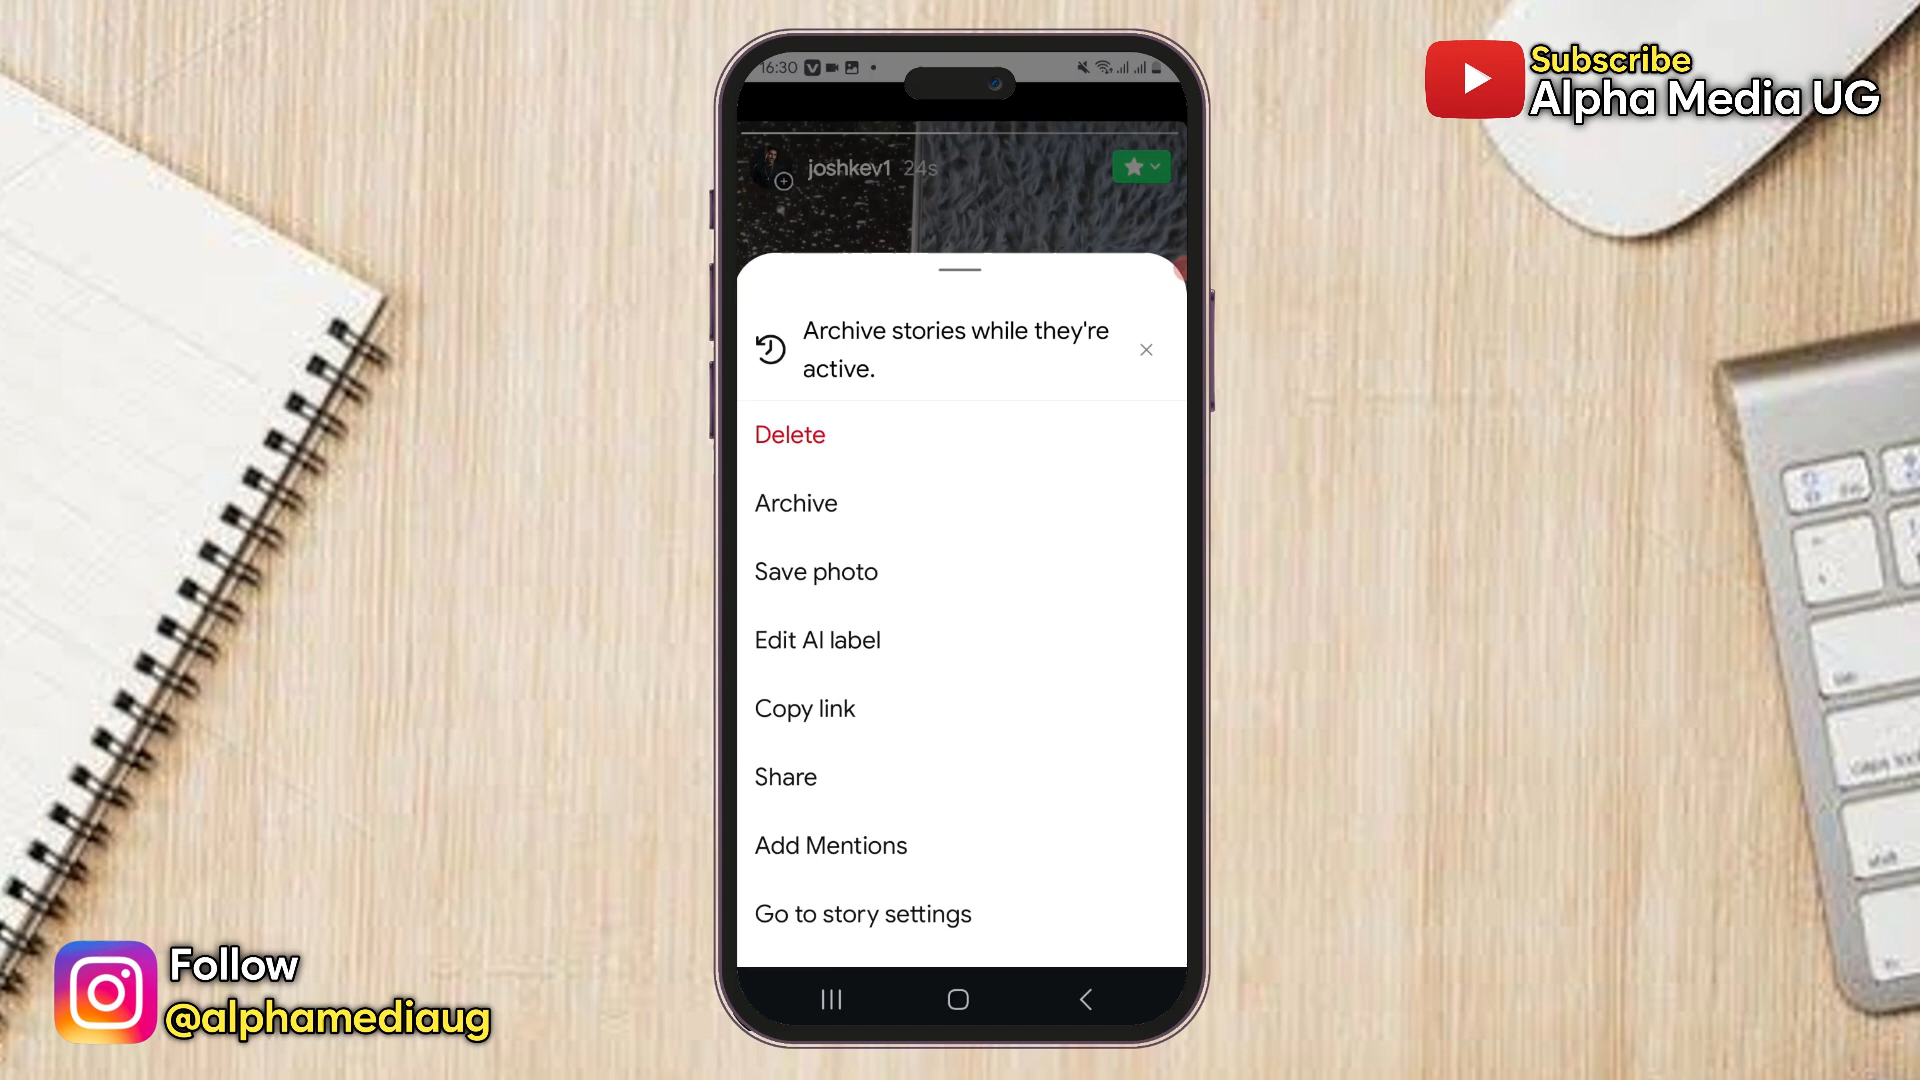 Subscribe
Alpha Media UG
16:30
joshkev1 24s
Archive stories while they're
active.
Delete
Archive
Save photo
Edit AI label
Copy link
Share
Add Mentions
Go to story settings
Follow
@alphamediaug